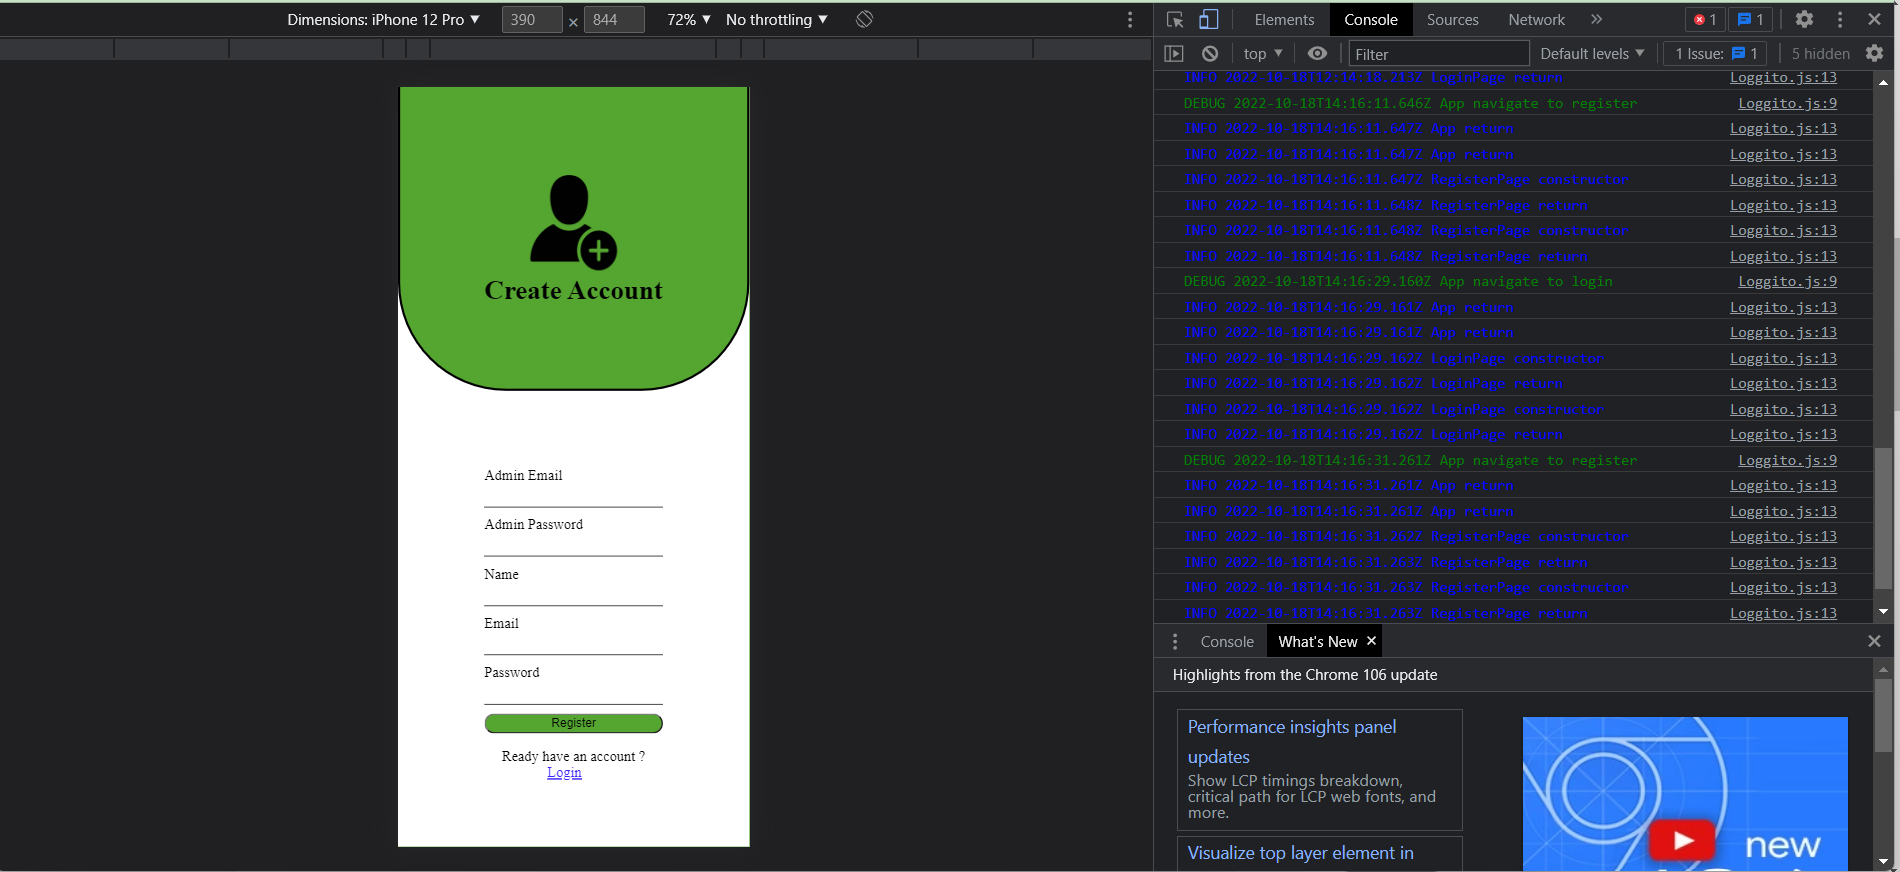 Dimensions: iPhone 12 Pro ▼ 390 × 844 72% ▼ No throttling ▼
Create Account
Admin Email
Admin Password
Name
Email
Password
Register
Ready have an account ?
Login
Elements Console Sources Network » 1 1
top ▼ Filter Default levels ▼ 1 Issue: 1 5 hidden
INFO 2022-10-18T12:14:18.213Z LoginPage return Loggito.js:13
DEBUG 2022-10-18T14:16:11.646Z App navigate to register Loggito.js:9
INFO 2022-10-18T14:16:11.647Z App return Loggito.js:13
INFO 2022-10-18T14:16:11.647Z App return Loggito.js:13
INFO 2022-10-18T14:16:11.647Z RegisterPage constructor Loggito.js:13
INFO 2022-10-18T14:16:11.648Z RegisterPage return Loggito.js:13
INFO 2022-10-18T14:16:11.648Z RegisterPage constructor Loggito.js:13
INFO 2022-10-18T14:16:11.648Z RegisterPage return Loggito.js:13
DEBUG 2022-10-18T14:16:29.160Z App navigate to login Loggito.js:9
INFO 2022-10-18T14:16:29.161Z App return Loggito.js:13
INFO 2022-10-18T14:16:29.161Z App return Loggito.js:13
INFO 2022-10-18T14:16:29.162Z LoginPage constructor Loggito.js:13
INFO 2022-10-18T14:16:29.162Z LoginPage return Loggito.js:13
INFO 2022-10-18T14:16:29.162Z LoginPage constructor Loggito.js:13
INFO 2022-10-18T14:16:29.162Z LoginPage return Loggito.js:13
DEBUG 2022-10-18T14:16:31.261Z App navigate to register Loggito.js:9
INFO 2022-10-18T14:16:31.261Z App return Loggito.js:13
INFO 2022-10-18T14:16:31.261Z App return Loggito.js:13
INFO 2022-10-18T14:16:31.262Z RegisterPage constructor Loggito.js:13
INFO 2022-10-18T14:16:31.263Z RegisterPage return Loggito.js:13
INFO 2022-10-18T14:16:31.263Z RegisterPage constructor Loggito.js:13
INFO 2022-10-18T14:16:31.263Z RegisterPage return Loggito.js:13
Console What's New ×
Highlights from the Chrome 106 update
Performance insights panel
updates
Show LCP timings breakdown,
critical path for LCP web fonts, and
more.
Visualize top layer element in
new